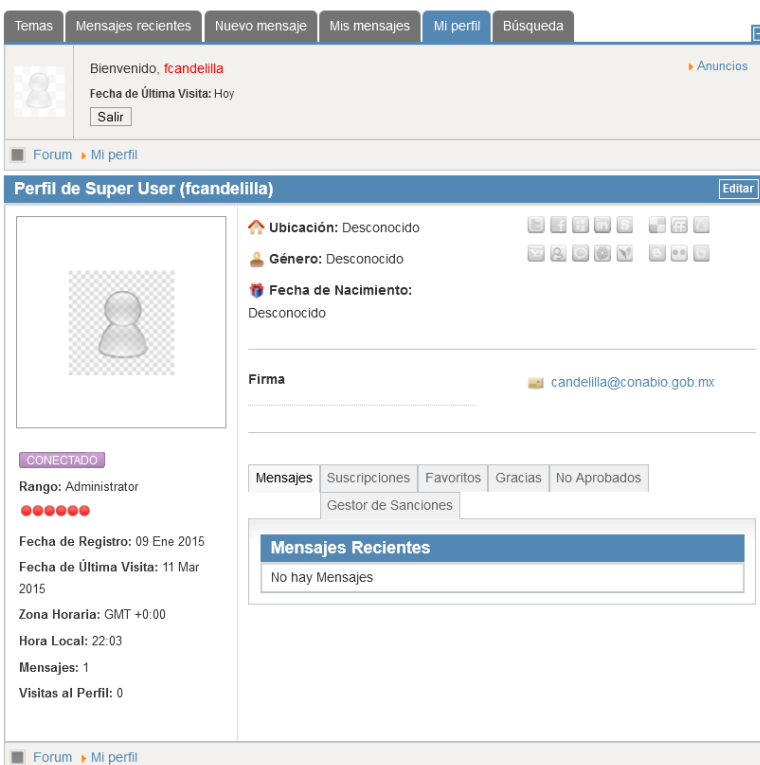 Temas Mensajes recientes Nuevo mensaje Mis mensajes Mi perfil Búsqueda
Bienvenido, fcandelilla
Anuncios
Fecha de Última Visita: Hoy
Salir
Forum Mi perfil
Perfil de Super User (fcandelilla)
Editar
Ubicación: Desconocido
Género: Desconocido
Fecha de Nacimiento:
Desconocido
Firma
candelilla@conabio.gob.mx
CONECTADO
Rango: Administrator
Fecha de Registro: 09 Ene 2015
Fecha de Última Visita: 11 Mar
2015
Zona Horaria: GMT +0:00
Hora Local: 22:03
Mensajes: 1
Visitas al Perfil: 0
Mensajes Suscripciones Favoritos Gracias No Aprobados
Gestor de Sanciones
Mensajes Recientes
No hay Mensajes
Forum Mi perfil